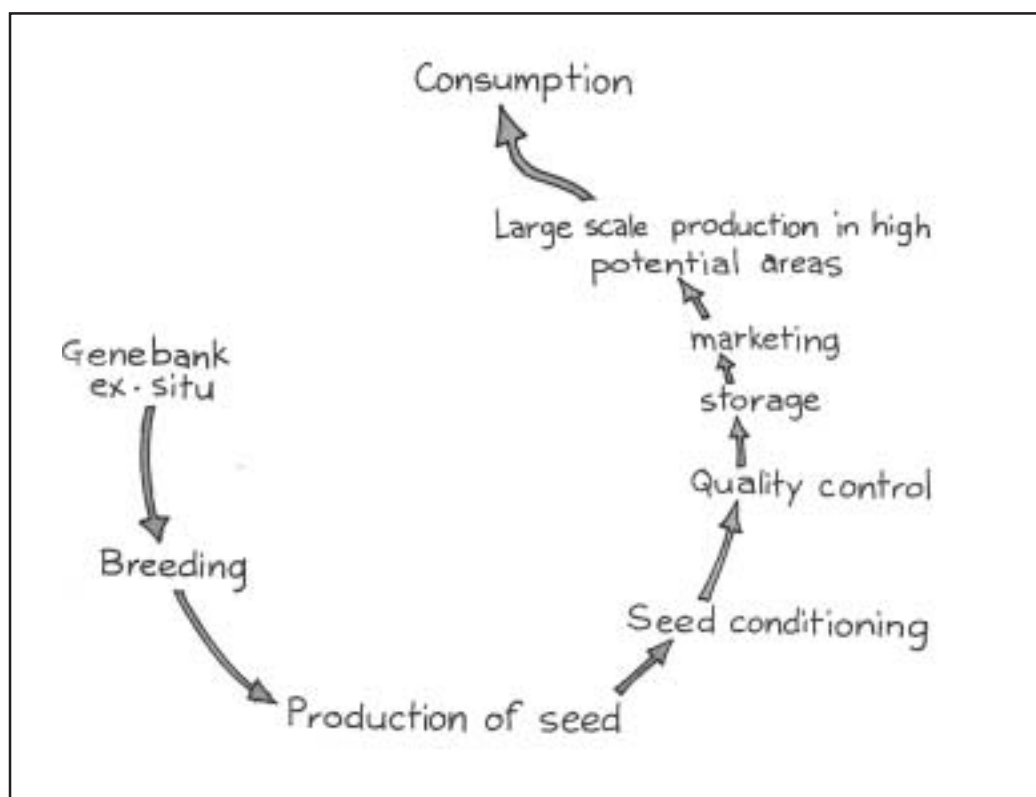 Consumption
Large scale production in high
potential areas
marketing
storage
Quality control
Seed conditioning
Production of seed
Breeding
Genebank
ex. situ